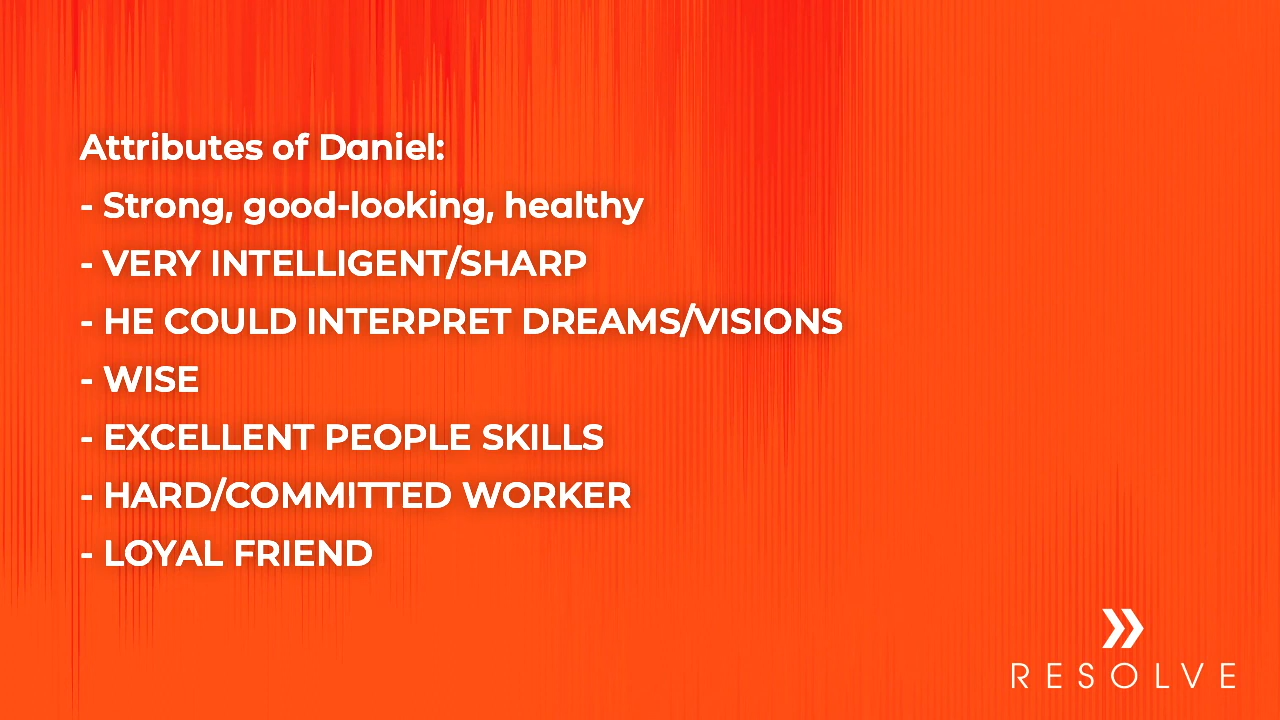 Attributes of Daniel:
- Strong, good-looking, healthy
- VERY INTELLIGENT/SHARP
- HE COULD INTERPRET DREAMS/VISIONS
- WISE
- EXCELLENT PEOPLE SKILLS
- HARD/COMMITTED WORKER
- LOYAL FRIEND
RESOLVE